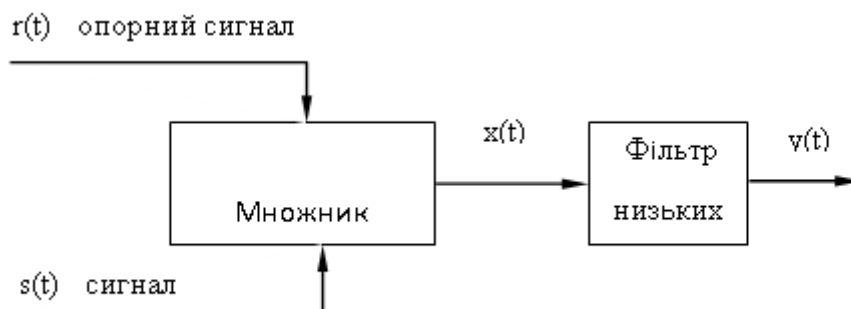 r(t) опорний сигнал
x(t)
Фільтр
v(t)
Множник
низьких
s(t) сигнал